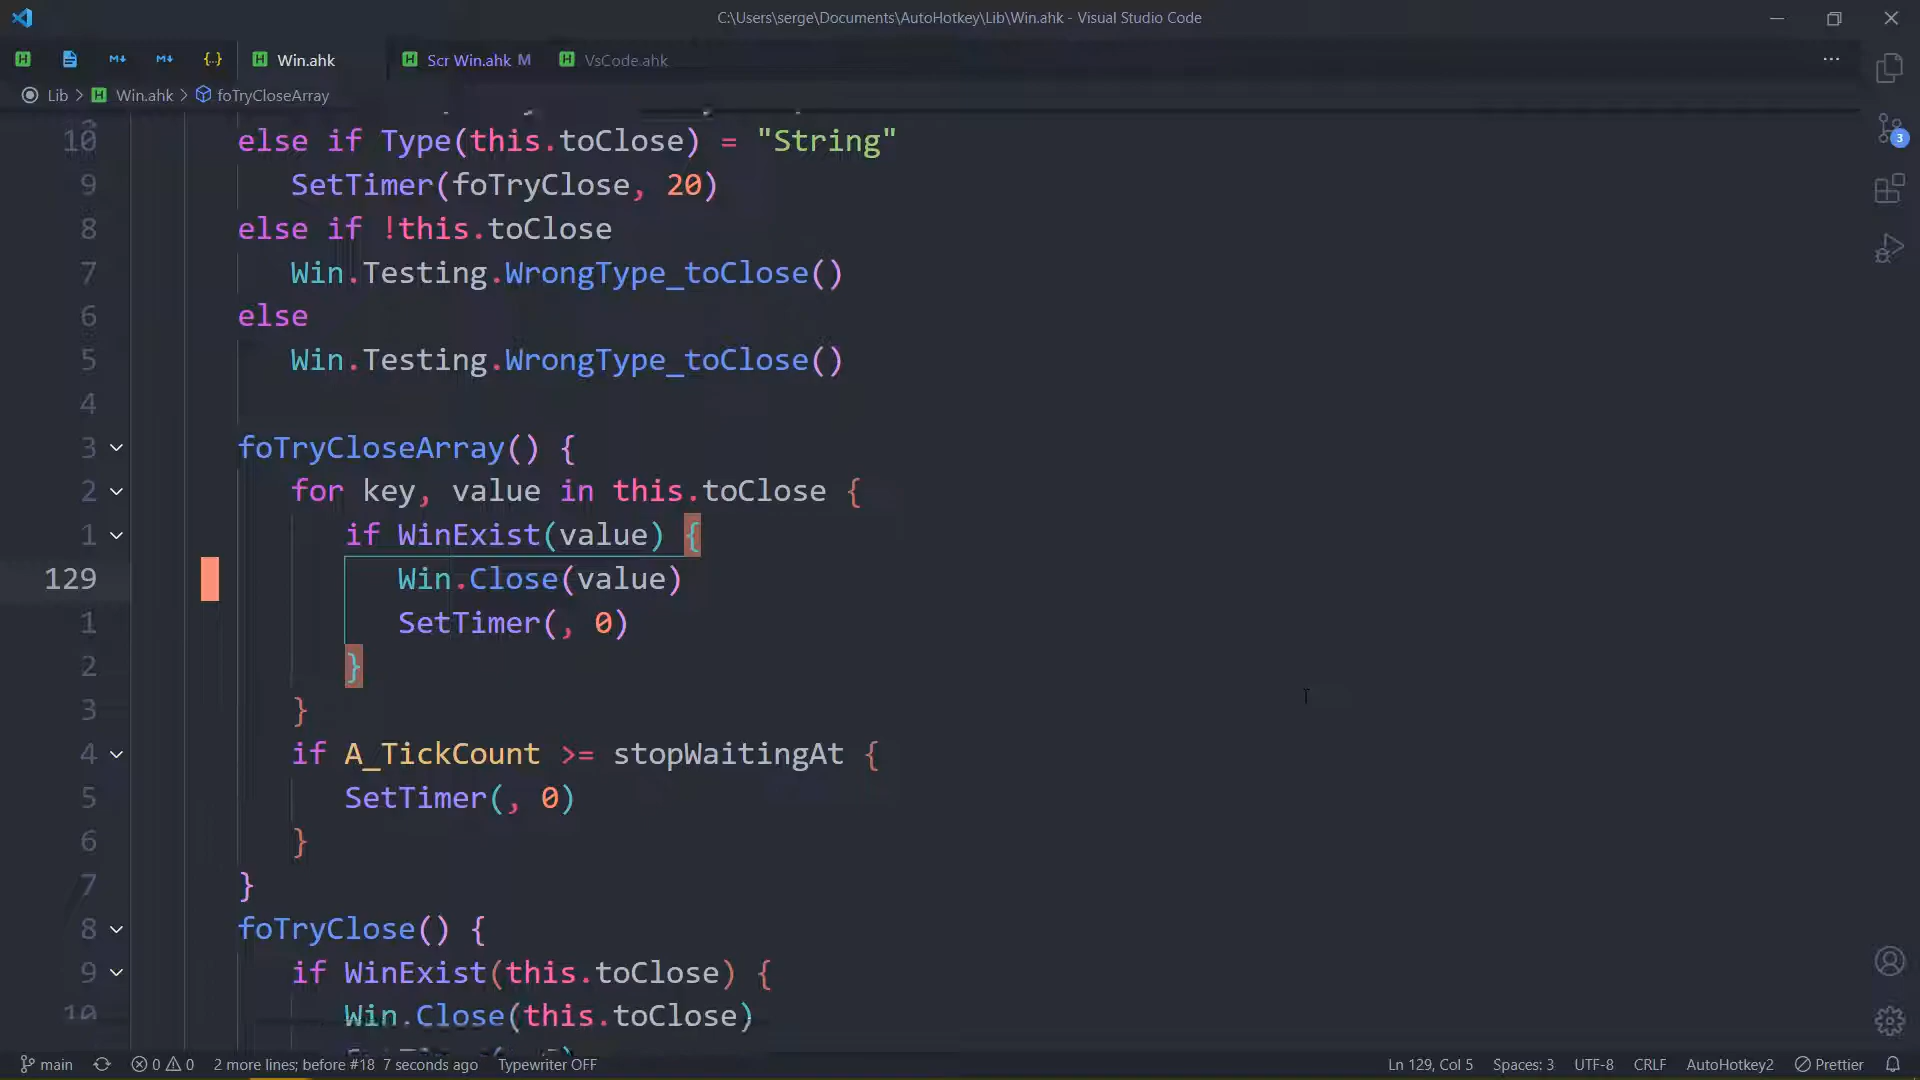 C:\Users\serge\Documents\AutoHotkey\Lib\Win.ahk - Visual Studio Code
Win.ahk
Scr Win.ahk M
VsCode.ahk
Lib > Win.ahk > foTryCloseArray
10 else if Type(this.toClose) = "String"
9 SetTimer(foTryClose, 20)
8 else if !this.toClose
7 Win.Testing.WrongType_toClose()
6 else
5 Win.Testing.WrongType_toClose()
4
3 foTryCloseArray() {
2 for key, value in this.toClose {
1 if WinExist(value) {
129 Win.Close(value)
1 SetTimer(, 0)
2 }
3 }
4 if A_TickCount >= stopWaitingAt {
5 SetTimer(, 0)
6 }
7 }
8 foTryClose() {
9 if WinExist(this.toClose) {
10 Win.Close(this.toClose)
3
main 0 0 2 more lines; before #18 7 seconds ago Typewriter OFF Ln 129, Col 5 Spaces: 3 UTF-8 CRLF AutoHotkey2 Prettier